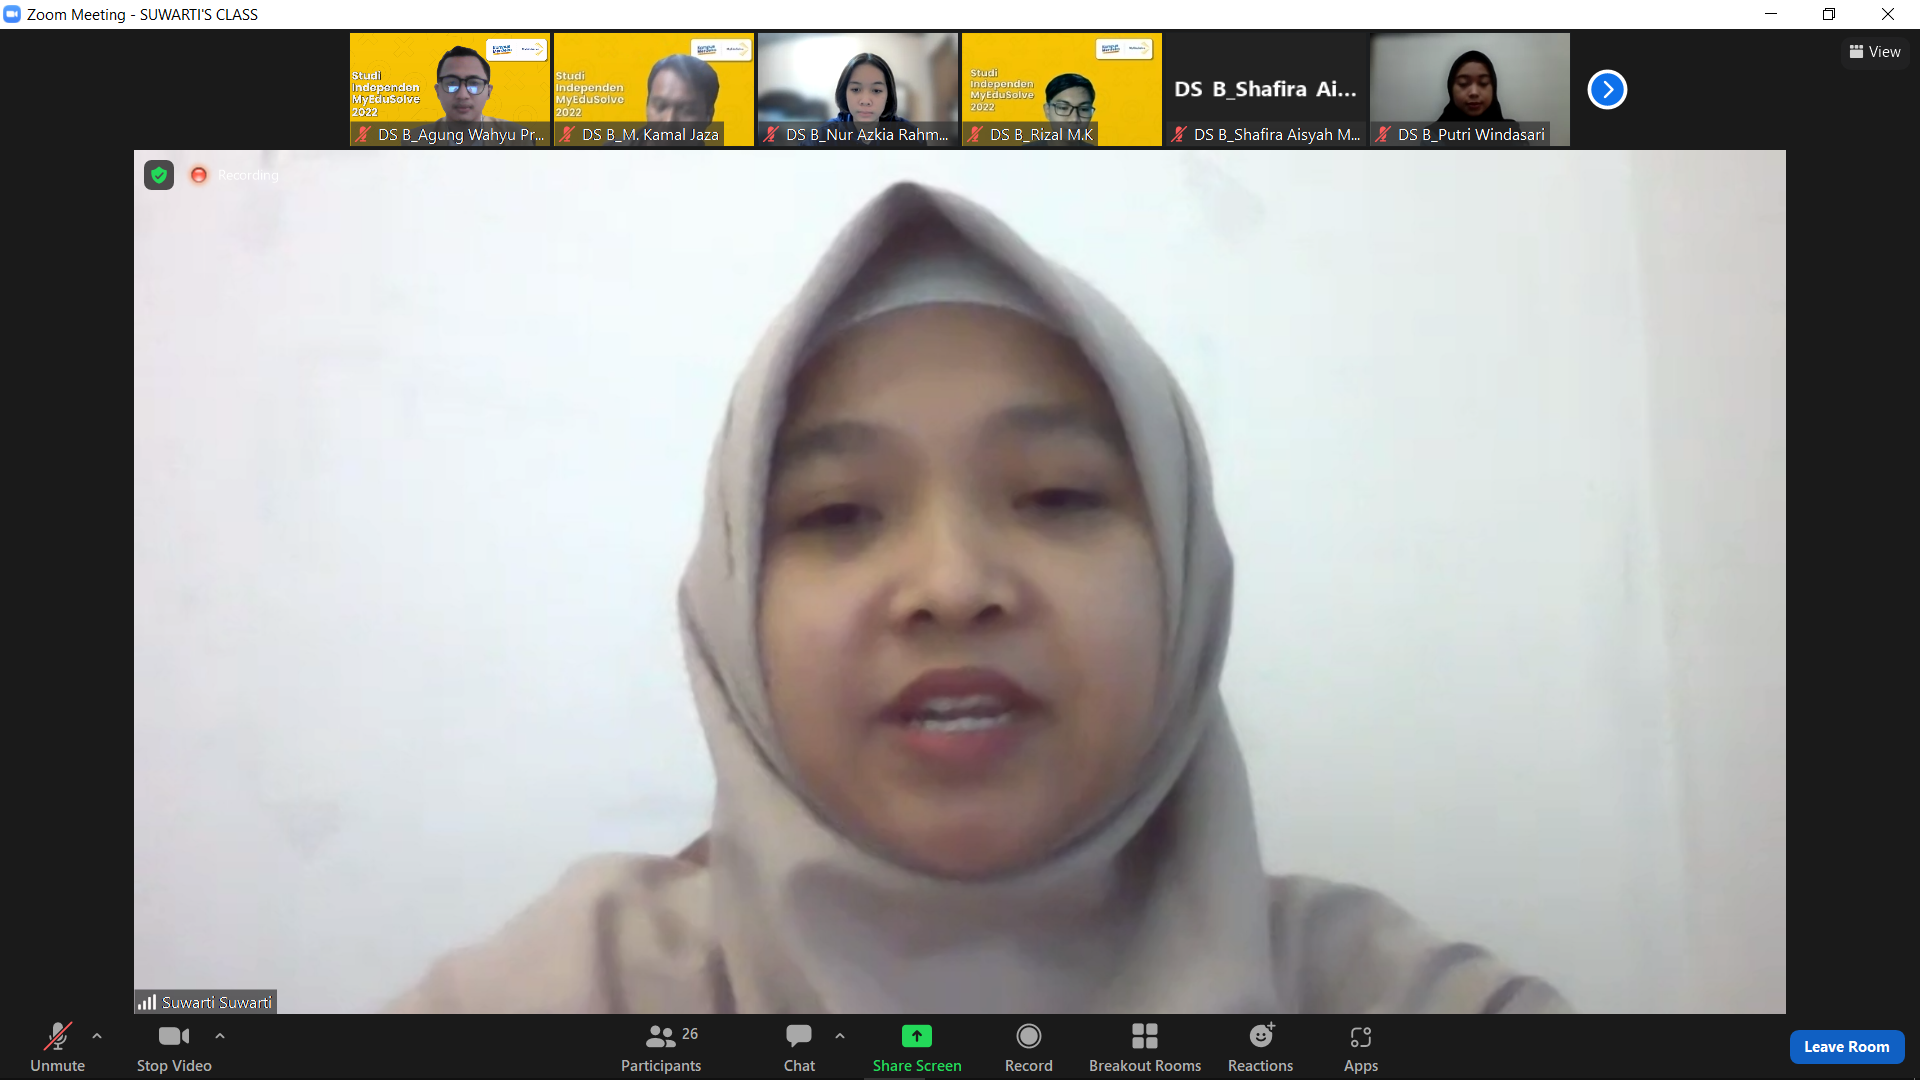 Zoom Meeting - SUWARTI'S CLASS
View
Studi
Independen
MyEduSolve
2022
DS B_Agung Wahyu Pr...
Studi
Independen
MyEduSolve
2022
DS B_M. Kamal Jaza
DS B_Nur Azkia Rahm...
Studi
Independen
MyEduSolve
2022
DS B_Rizal M.K
DS B_Shafira Ai...
DS B_Shafira Aisyah M...
DS B_Putri Windasari
Recording
Suwarti Suwarti
Unmute
Stop Video
26
Participants
Chat
Share Screen
Record
Breakout Rooms
Reactions
Apps
Leave Room